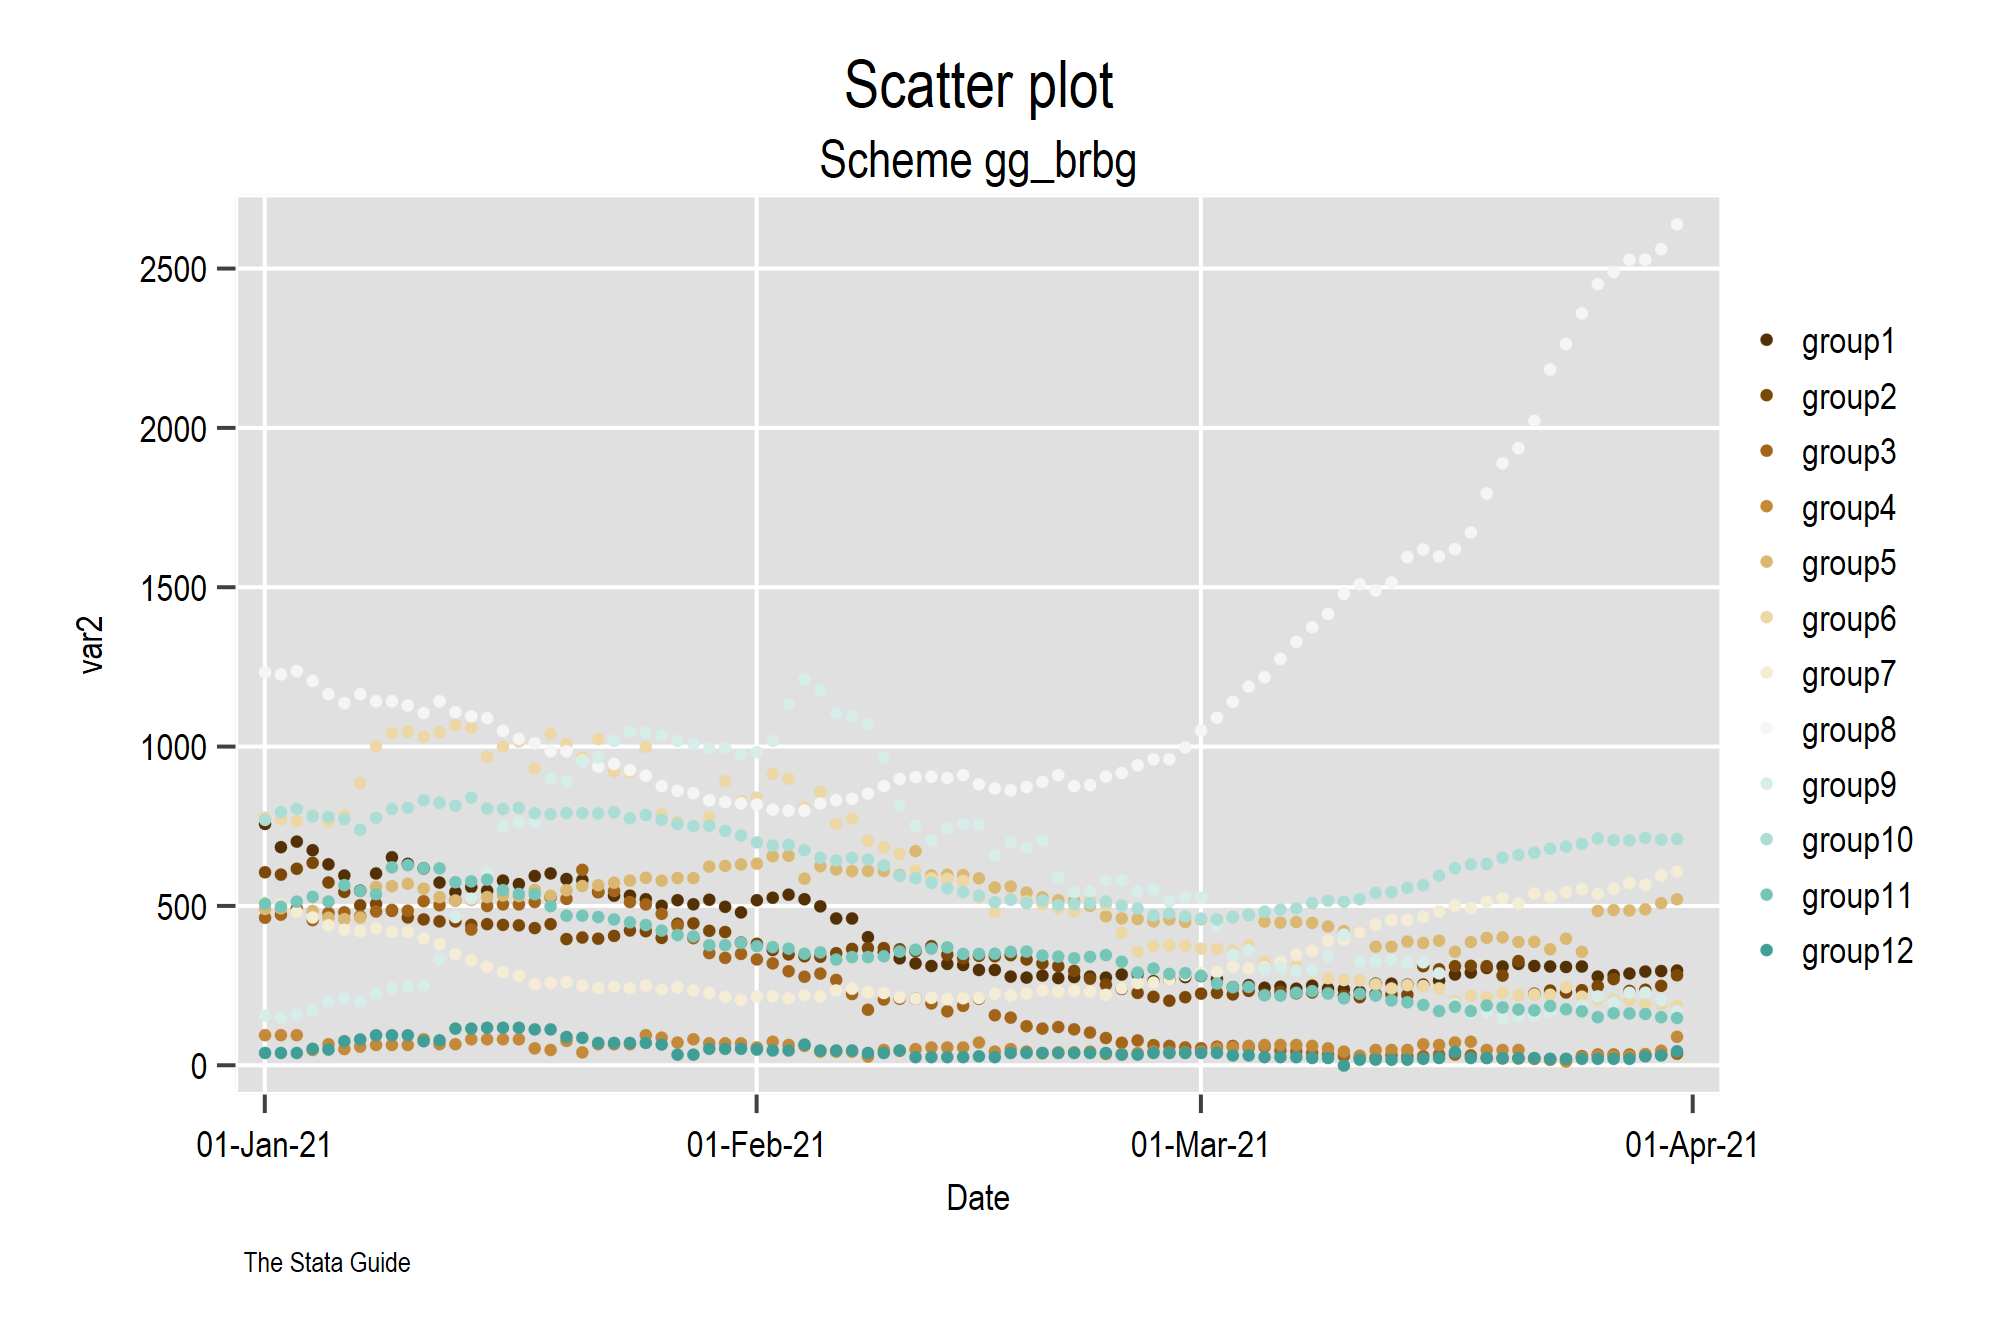 Scatter plot
Scheme gg_brbg
2500
2000
1500
1000
500
0
var2
01-Jan-21
01-Feb-21
01-Mar-21
01-Apr-21
Date
group1
group2
group3
group4
group5
group6
group7
group8
group9
group10
group11
group12
The Stata Guide